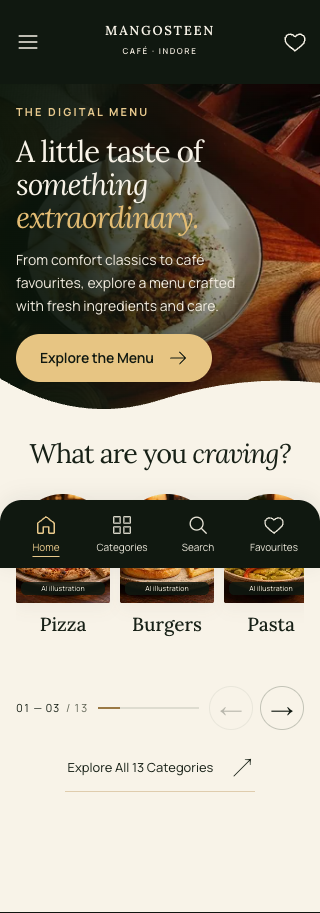 MANGOSTEEN
CAFÉ · INDORE
THE DIGITAL MENU
A little taste of
something
extraordinary.
From comfort classics to café
favourites, explore a menu crafted
with fresh ingredients and care.
Explore the Menu →
What are you craving?
Home Categories Search Favourites
AI illustration AI illustration AI illustration
Pizza Burgers Pasta
01 — 03 / 13
Explore All 13 Categories